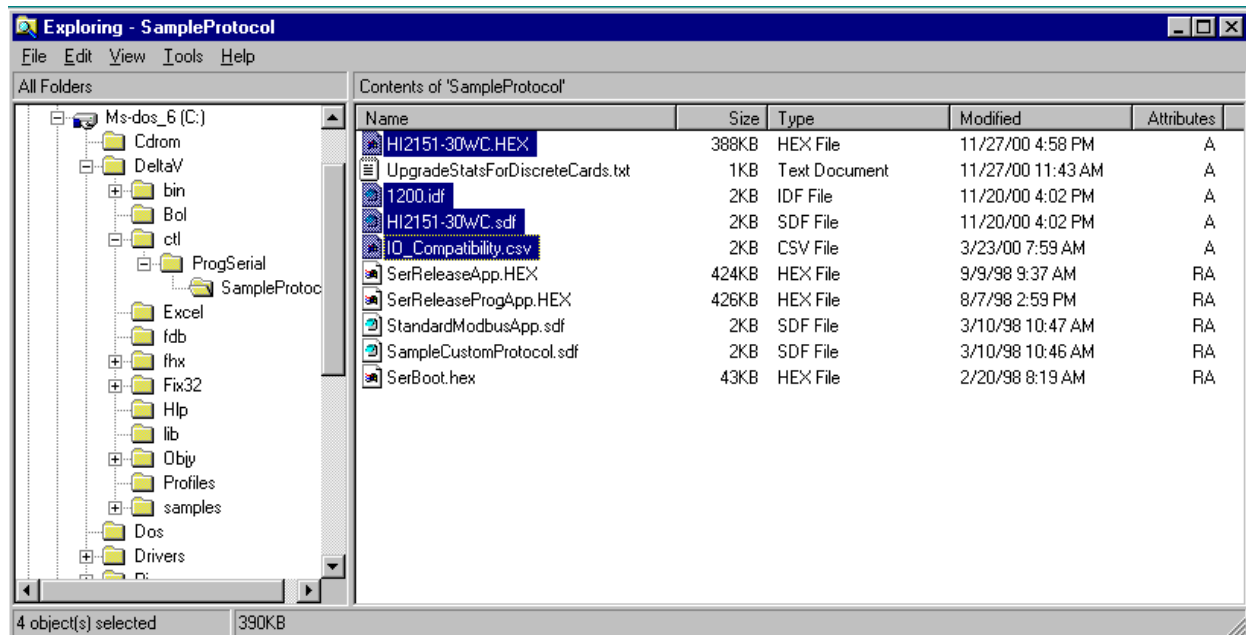 Exploring - SampleProtocol
File Edit View Tools Help
All Folders
Contents of 'SampleProtocol'
Ms-dos_6 (C:)
Cdrom
DeltaV
bin
Bol
ctl
ProgSerial
SampleProtoc
Excel
fdb
fhx
Fix32
Hlp
lib
Objy
Profiles
samples
Dos
Drivers
Name Size Type Modified Attributes
HI2151-30WC.HEX 388KB HEX File 11/27/00 4:58 PM A
UpgradeStatsForDiscreteCards.txt 1KB Text Document 11/27/00 11:43 AM A
1200.idf 2KB IDF File 11/20/00 4:02 PM A
HI2151-30WC.sdf 2KB SDF File 11/20/00 4:02 PM A
IO_Compatibility.csv 2KB CSV File 3/23/00 7:59 AM A
SerReleaseApp.HEX 424KB HEX File 9/9/98 9:37 AM RA
SerReleaseProgApp.HEX 426KB HEX File 8/7/98 2:59 PM RA
StandardModbusApp.sdf 2KB SDF File 3/10/98 10:47 AM RA
SampleCustomProtocol.sdf 2KB SDF File 3/10/98 10:46 AM RA
SerBoot.hex 43KB HEX File 2/20/98 8:19 AM RA
4 object(s) selected 390KB